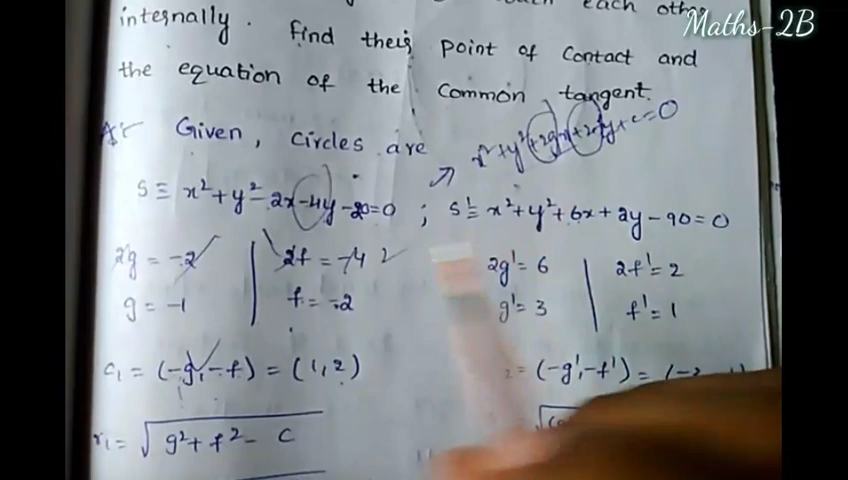 each other
Maths-2B
internally. Find their point of contact and
the equation of the common tangent.
Given, circles are
x²+y²+2gx+2fy+c=0
S ≡ x²+y²-2x-4y-20=0 ; S' ≡ x²+y²+6x+2y-90=0
2g = -2 | 2f = -4 2g' = 6 | 2f' = 2
g = -1 f = -2 g' = 3 f' = 1
C₁ = (-g, -f) = (1, 2) = (-g', -f') =
r₁ = √g²+f²-c